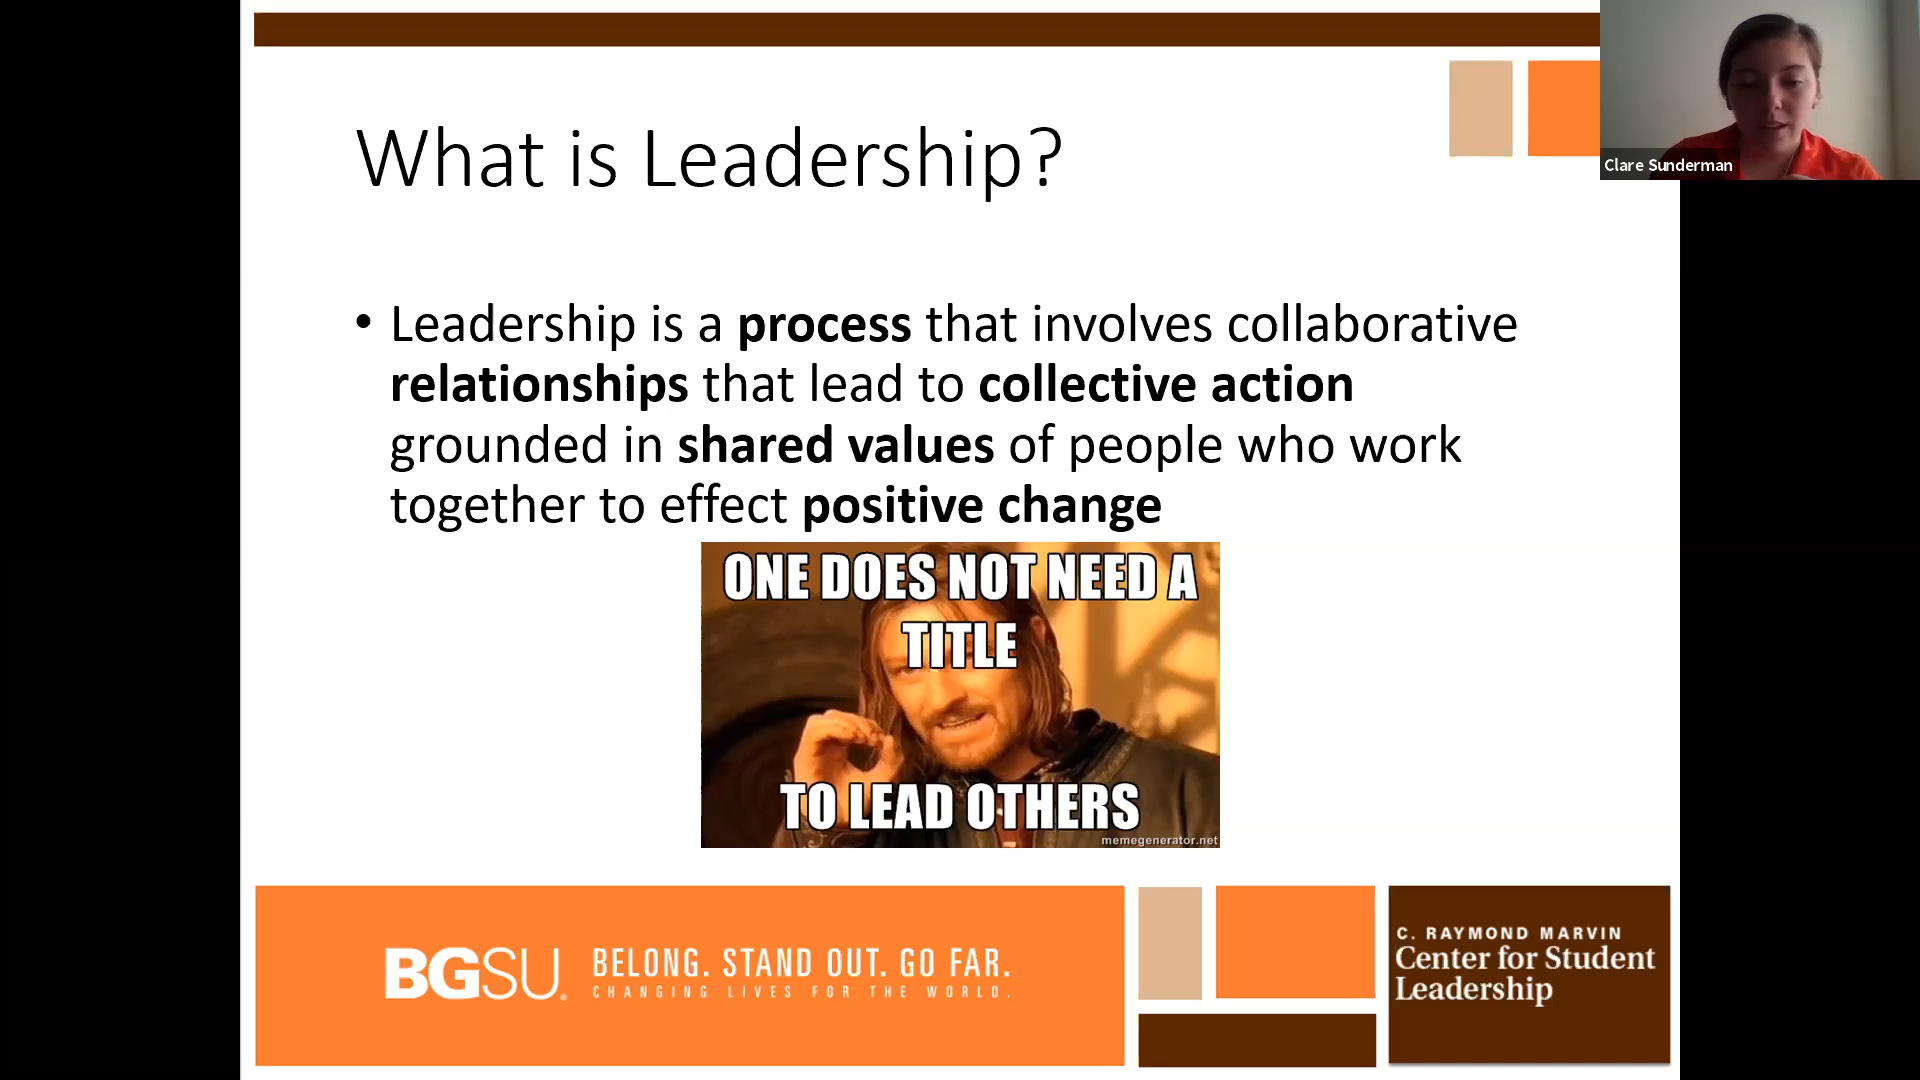 What is Leadership?
Clare Sunderman
• Leadership is a process that involves collaborative
relationships that lead to collective action
grounded in shared values of people who work
together to effect positive change
ONE DOES NOT NEED A
TITLE
TO LEAD OTHERS
memegenerator.net
BGSU. BELONG. STAND OUT. GO FAR.
CHANGING LIVES FOR THE WORLD.
C. RAYMOND MARVIN
Center for Student
Leadership